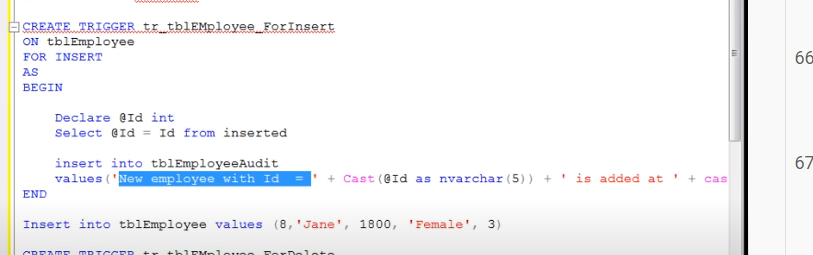 CREATE TRIGGER tr_tblEMployee_ForInsert
ON tblEmployee
FOR INSERT
AS
BEGIN
Declare @Id int
Select @Id = Id from inserted
insert into tblEmployeeAudit
values('New employee with Id  = ' + Cast(@Id as nvarchar(5)) + ' is added at ' + cas
END
Insert into tblEmployee values (8,'Jane', 1800, 'Female', 3)
CREATE TRIGGER tr_tblEMployee_ForDelete
66
67